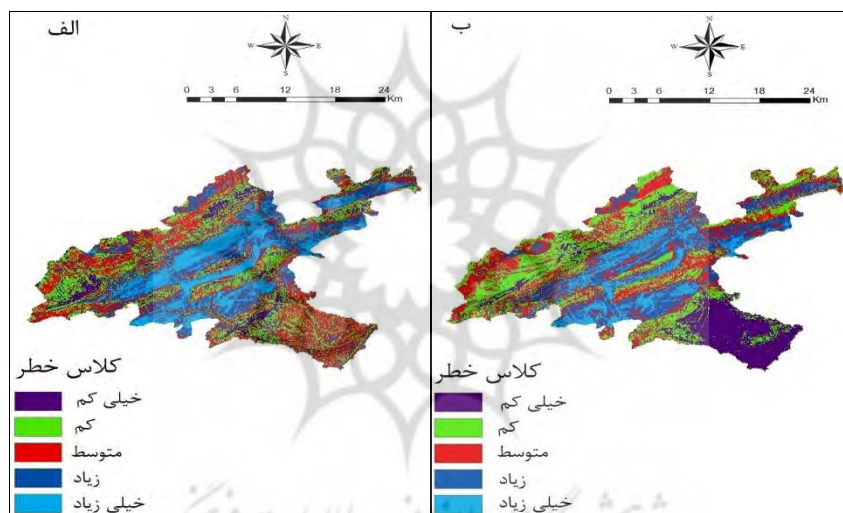 الف
N
W E
S
0 3 6 12 18 24
Km
کلاس خطر
خیلی کم
کم
متوسط
زیاد
خیلی زیاد
ب
N
W E
S
0 3 6 12 18 24
Km
کلاس خطر
خیلی کم
کم
متوسط
زیاد
خیلی زیاد